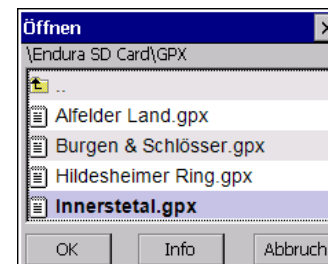 Öffnen
\Endura SD Card\GPX
..
Alfelder Land.gpx
Burgen & Schlösser.gpx
Hildesheimer Ring.gpx
Innerstetal.gpx
OK Info Abbruch